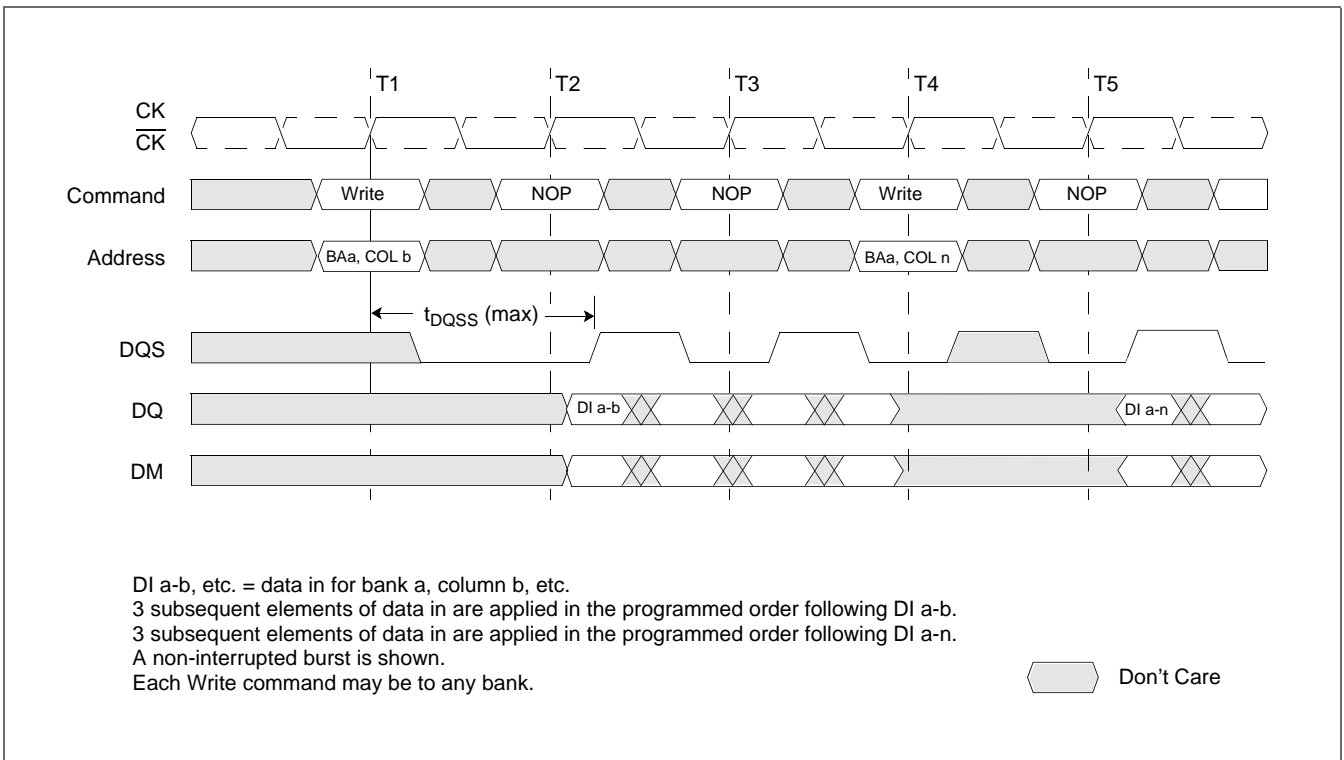 T1 T2 T3 T4 T5
CK
CK
Command Write NOP NOP Write NOP
Address BAa, COL b BAa, COL n
tDQSS (max)
DQS
DQ DI a-b DI a-n
DM
DI a-b, etc. = data in for bank a, column b, etc.
3 subsequent elements of data in are applied in the programmed order following DI a-b.
3 subsequent elements of data in are applied in the programmed order following DI a-n.
A non-interrupted burst is shown.
Each Write command may be to any bank.
Don't Care